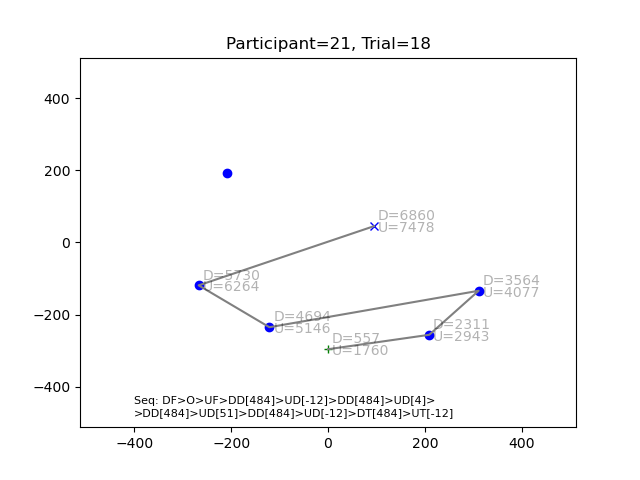 Participant=21, Trial=18
400
200
0
−200
−400
D=6860
U=7478
D=5730
U=6264
D=3564
U=4077
D=4694
U=5146
D=2311
U=2943
D=557
U=1760
Seq: DF>O>UF>DD[484]>UD[-12]>DD[484]>UD[4]>
>DD[484]>UD[51]>DD[484]>UD[-12]>DT[484]>UT[-12]
−400 −200 0 200 400